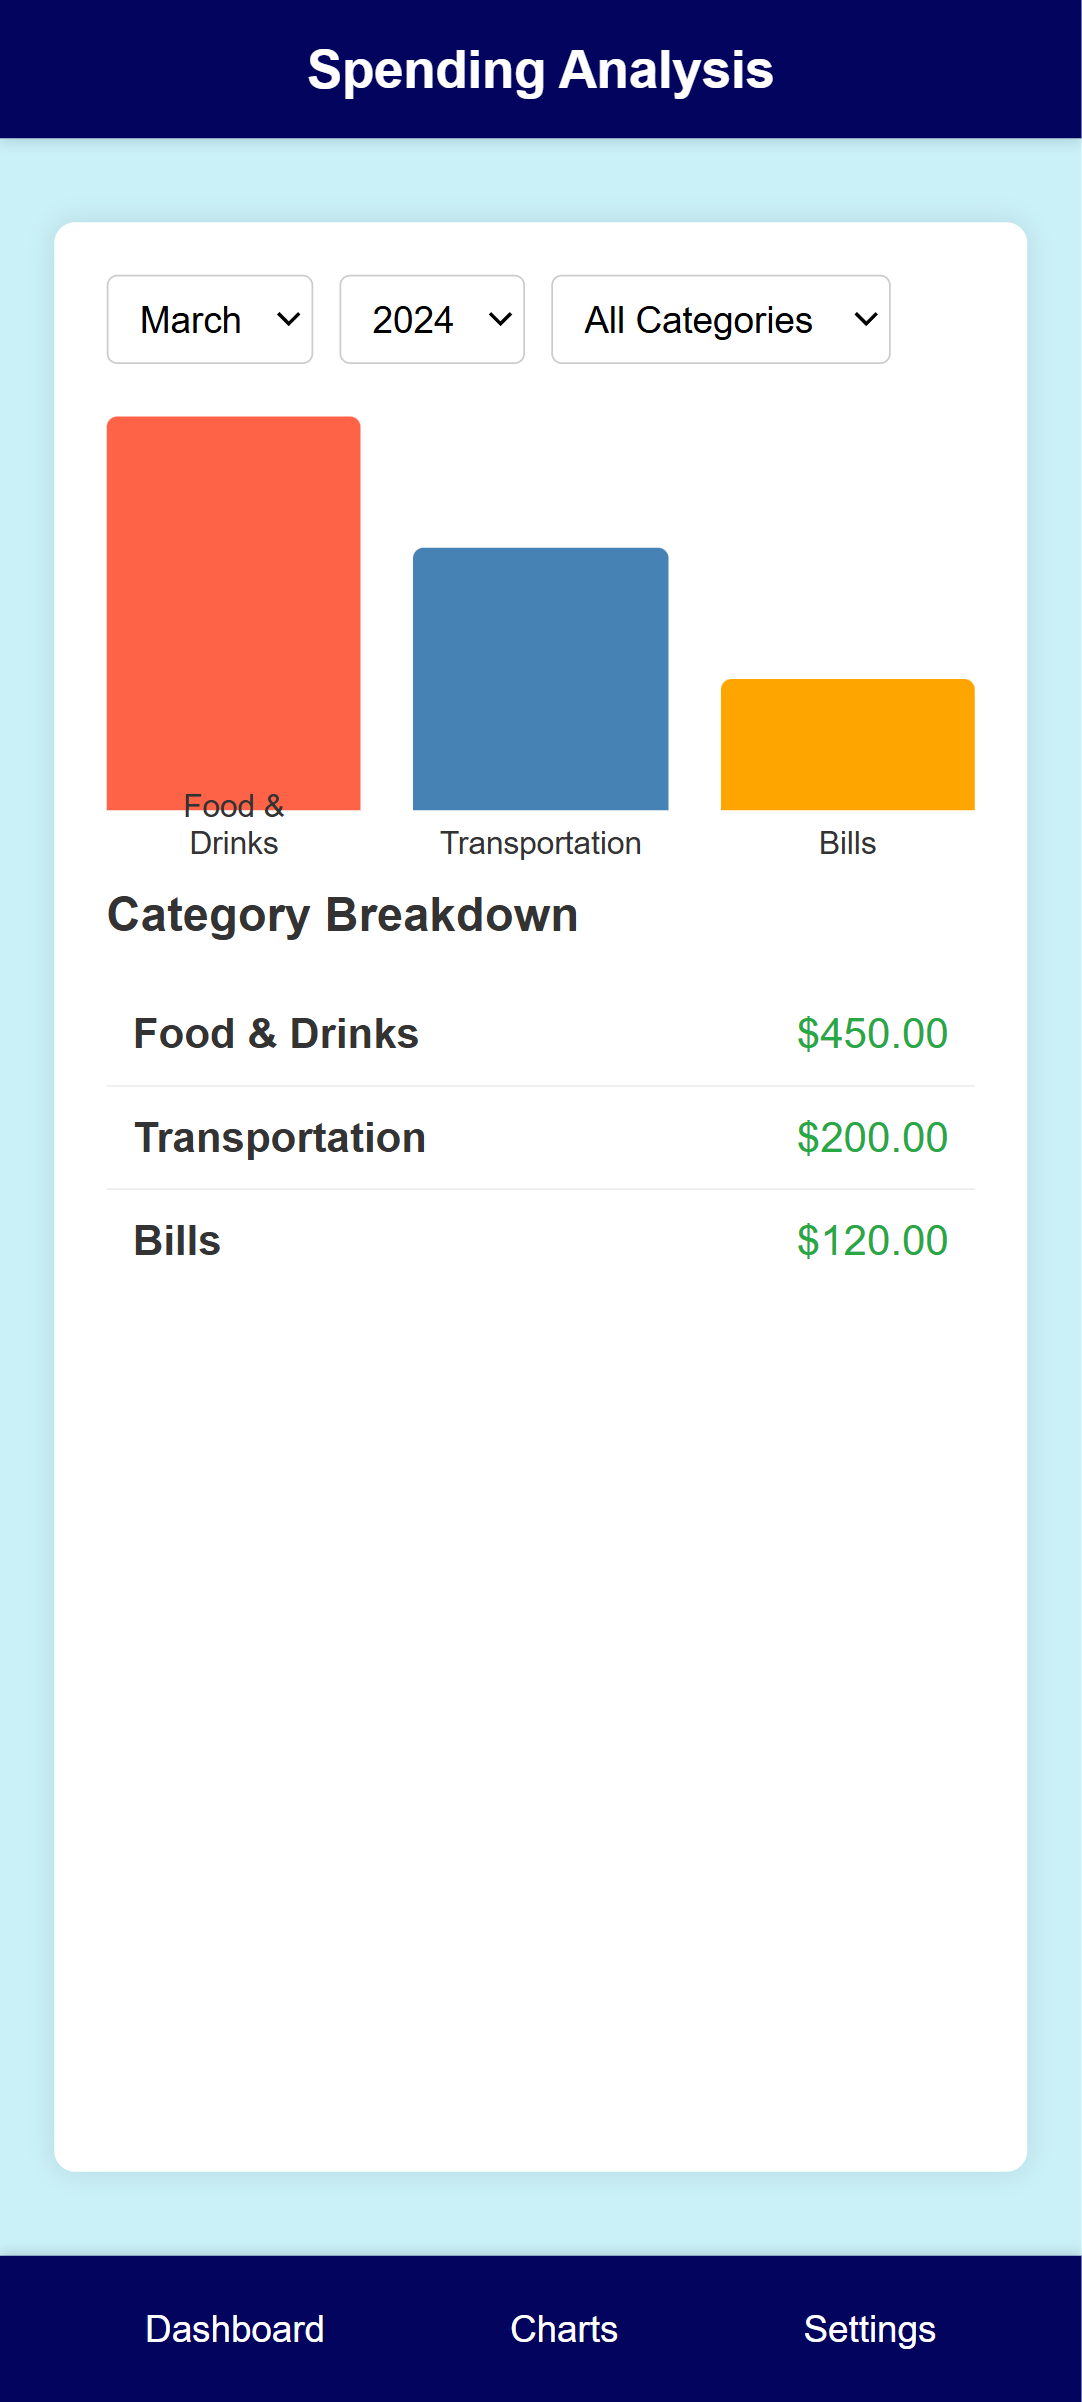 Spending Analysis
March
2024
All Categories
Food &
Drinks
Transportation
Bills
Category Breakdown
Food & Drinks $450.00
Transportation $200.00
Bills $120.00
Dashboard Charts Settings